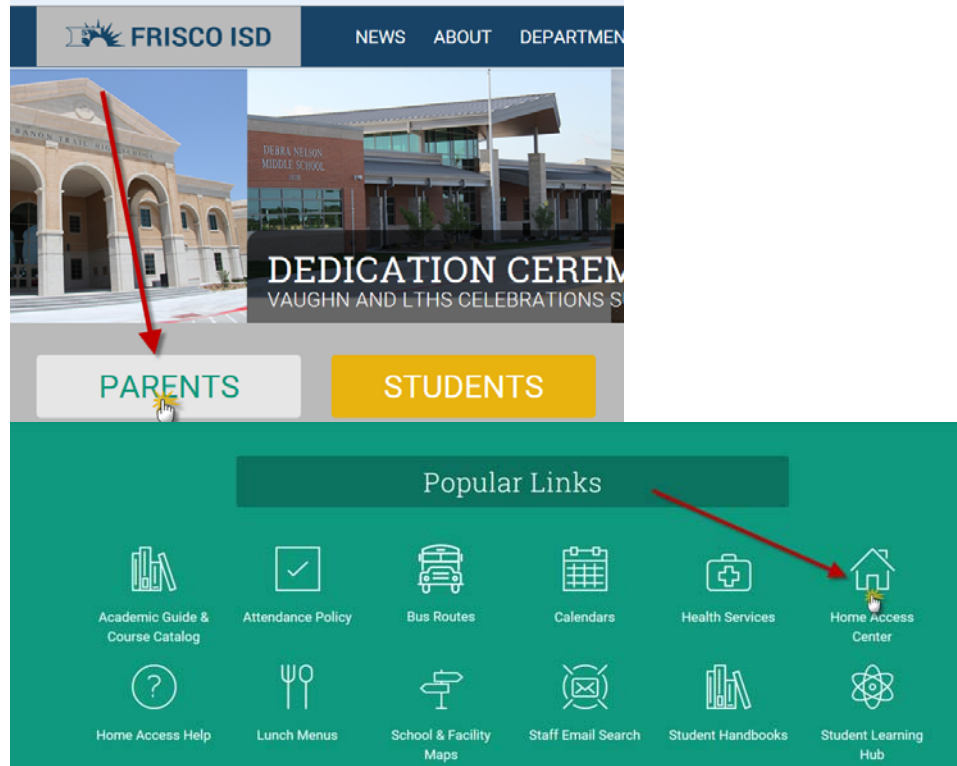 FRISCO ISD
NEWS ABOUT DEPARTMEN
DEBRA NELSON
MIDDLE SCHOOL
DEDICATION CEREM
VAUGHN AND LTHS CELEBRATIONS S
PARENTS
STUDENTS
Popular Links
Academic Guide &
Course Catalog
Attendance Policy
Bus Routes
Calendars
Health Services
Home Access
Center
Home Access Help
Lunch Menus
School & Facility
Maps
Staff Email Search
Student Handbooks
Student Learning
Hub